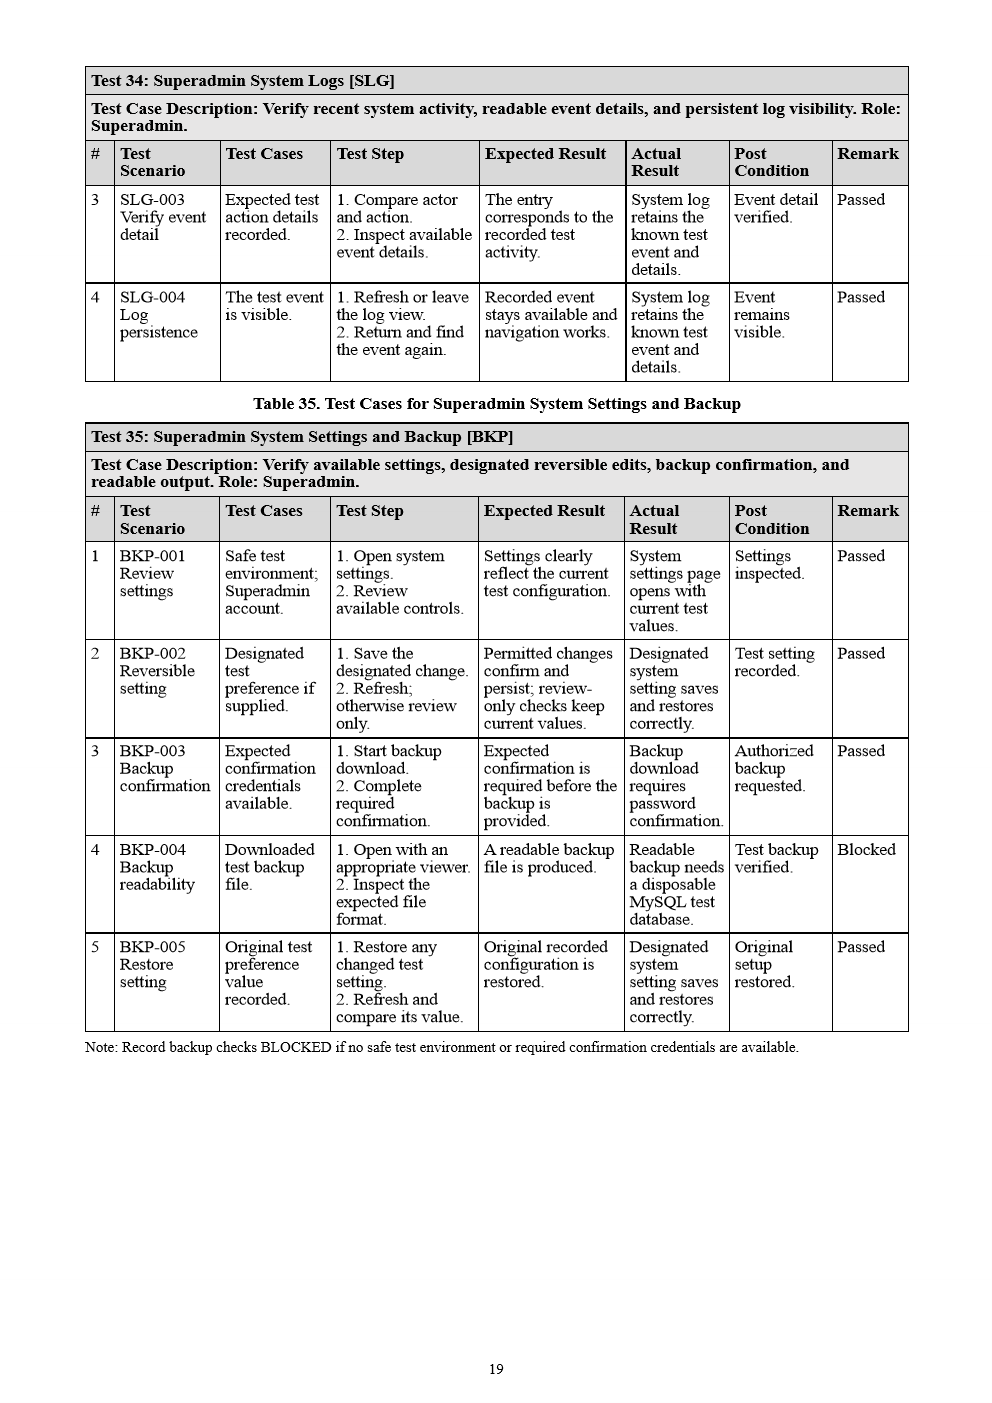 Test 34: Superadmin System Logs [SLG]
Test Case Description: Verify recent system activity, readable event details, and persistent log visibility. Role:
Superadmin.
# Test Test Cases Test Step Expected Result Actual Post Remark
Scenario Result Condition
3 SLG-003 Expected test 1. Compare actor The entry System log Event detail Passed
Verify event action details and action. corresponds to the retains the verified.
detail recorded. 2. Inspect available recorded test known test
event details. activity. event and
details.
4 SLG-004 The test event 1. Refresh or leave Recorded event System log Event Passed
Log is visible. the log view. stays available and retains the remains
persistence 2. Return and find navigation works. known test visible.
the event again. event and
details.
Table 35. Test Cases for Superadmin System Settings and Backup
Test 35: Superadmin System Settings and Backup [BKP]
Test Case Description: Verify available settings, designated reversible edits, backup confirmation, and
readable output. Role: Superadmin.
# Test Test Cases Test Step Expected Result Actual Post Remark
Scenario Result Condition
1 BKP-001 Safe test 1. Open system Settings clearly System Settings Passed
Review environment; settings. reflect the current settings page inspected.
settings Superadmin 2. Review test configuration. opens with
account. available controls. current test
values.
2 BKP-002 Designated 1. Save the Permitted changes Designated Test setting Passed
Reversible test designated change. confirm and system recorded.
setting preference if 2. Refresh; persist; review- setting saves
supplied. otherwise review only checks keep and restores
only. current values. correctly.
3 BKP-003 Expected 1. Start backup Expected Backup Authorized Passed
Backup confirmation download. confirmation is download backup
confirmation credentials 2. Complete required before the requires requested.
available. required backup is password
confirmation. provided. confirmation.
4 BKP-004 Downloaded 1. Open with an A readable backup Readable Test backup Blocked
Backup test backup appropriate viewer. file is produced. backup needs verified.
readability file. 2. Inspect the a disposable
expected file MySQL test
format. database.
5 BKP-005 Original test 1. Restore any Original recorded Designated Original Passed
Restore preference changed test configuration is system setup
setting value setting. restored. setting saves restored.
recorded. 2. Refresh and and restores
compare its value. correctly.
Note: Record backup checks BLOCKED if no safe test environment or required confirmation credentials are available.
19